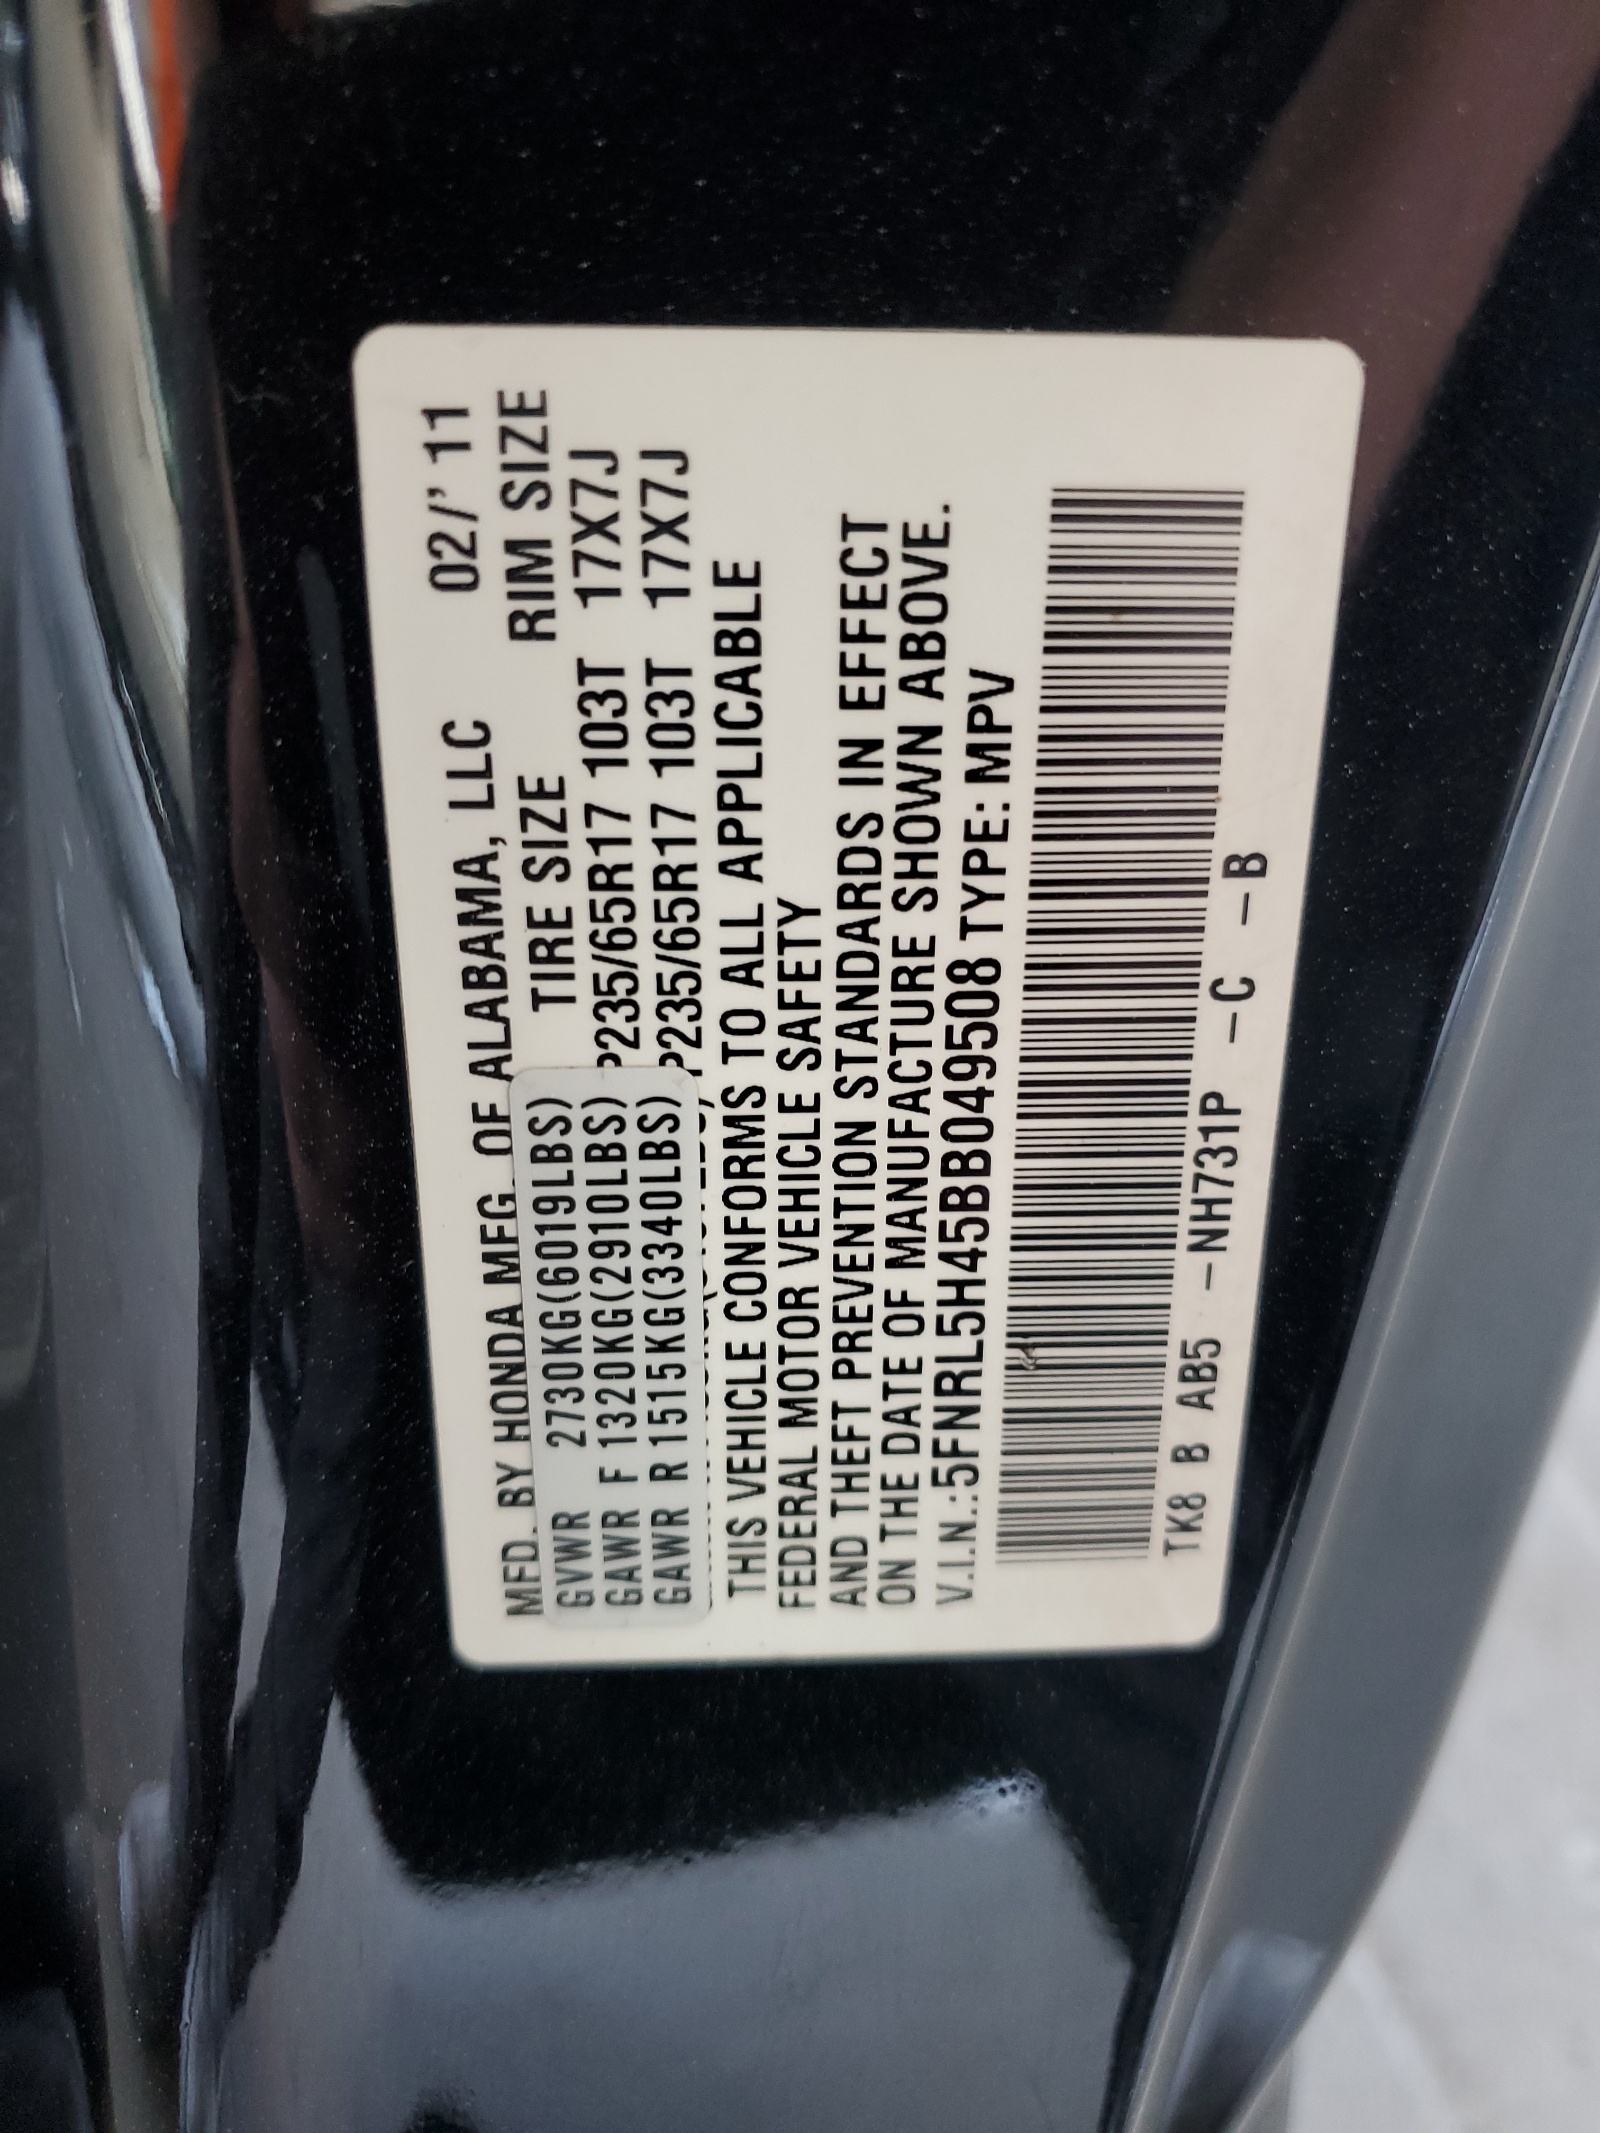 MFD. BY HONDA MFG. OF ALABAMA, LLC 02/' 11
TIRE SIZE RIM SIZE
GVWR 2730KG(6019LBS)
GAWR F 1320KG(2910LBS) P235/65R17 103T 17X7J
GAWR R 1515KG(3340LBS) P235/65R17 103T 17X7J
THIS VEHICLE CONFORMS TO ALL APPLICABLE
FEDERAL MOTOR VEHICLE SAFETY
AND THEFT PREVENTION STANDARDS IN EFFECT
ON THE DATE OF MANUFACTURE SHOWN ABOVE.
V.I.N.:5FNRL5H45BB049508 TYPE: MPV
TK8 B AB5 -NH731P -C -B